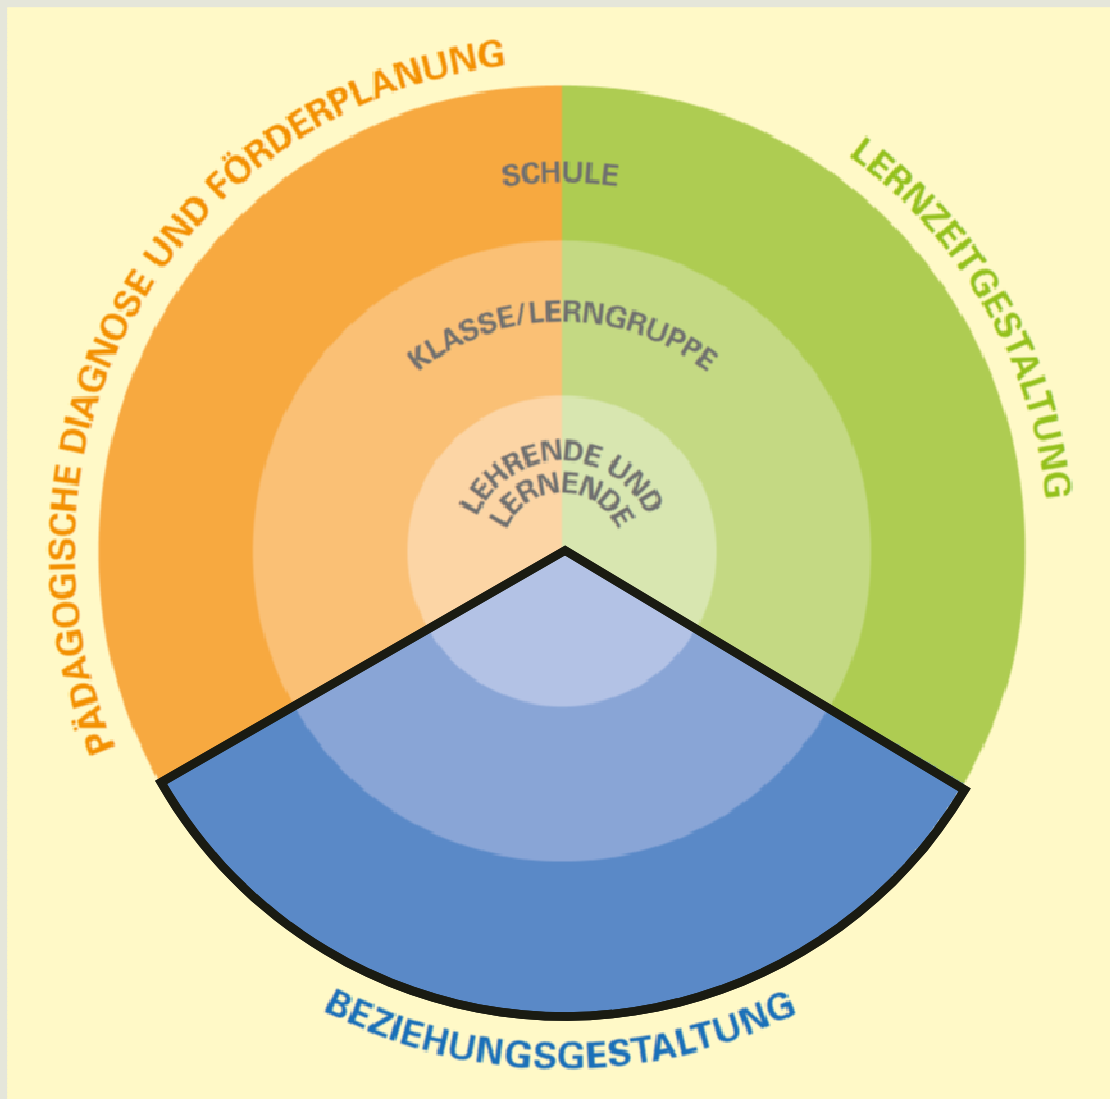 PÄDAGOGISCHE DIAGNOSE UND FÖRDERPLANUNG
LERNZEITGESTALTUNG
SCHULE
KLASSE/LERNGRUPPE
LEHRENDE UND
LERNENDE
BEZIEHUNGSGESTALTUNG